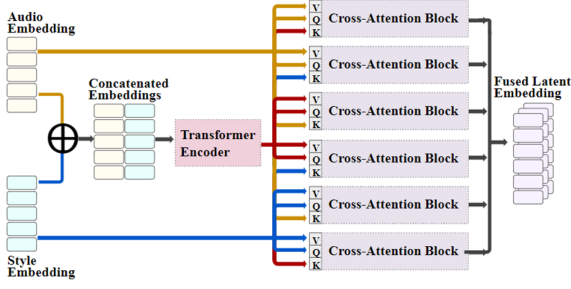 Audio
Embedding
Concatenated
Embeddings
Transformer
Encoder
Style
Embedding
V
Q
K
Cross-Attention Block
V
Q
K
Cross-Attention Block
V
Q
K
Cross-Attention Block
V
Q
K
Cross-Attention Block
V
Q
K
Cross-Attention Block
V
Q
K
Cross-Attention Block
Fused Latent
Embedding